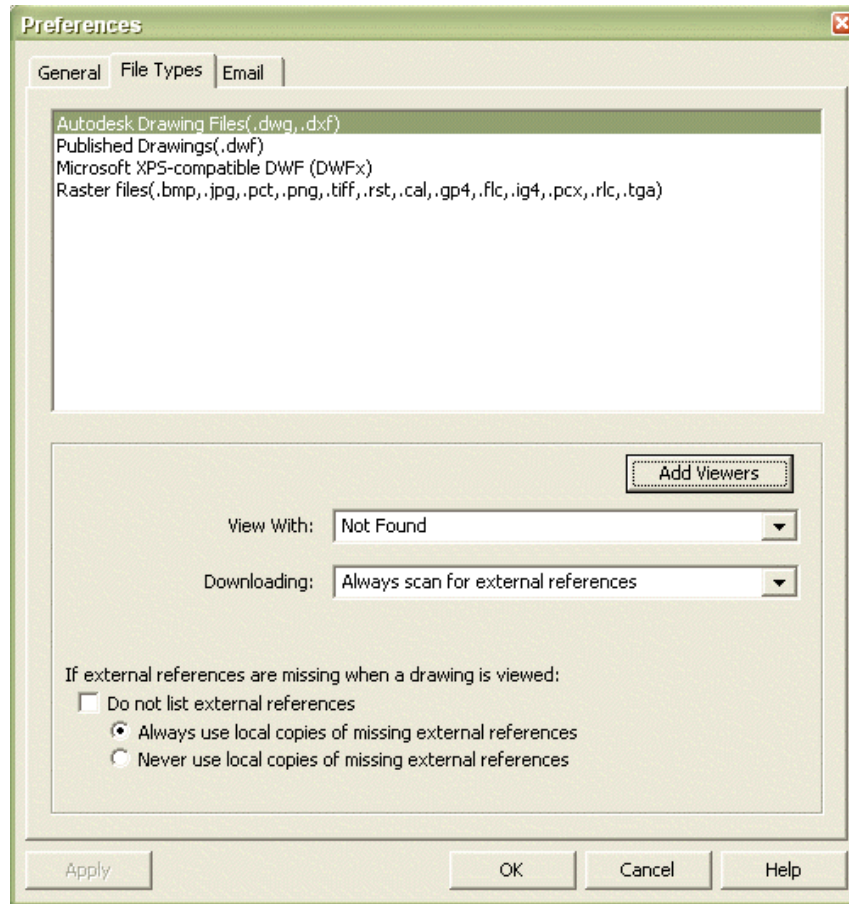 Preferences
General File Types Email
Autodesk Drawing Files(.dwg,.dxf)
Published Drawings(.dwf)
Microsoft XPS-compatible DWF (DWFx)
Raster files(.bmp,.jpg,.pct,.png,.tiff,.rst,.cal,.gp4,.flc,.ig4,.pcx,.rlc,.tga)
Add Viewers
View With: Not Found
Downloading: Always scan for external references
If external references are missing when a drawing is viewed:
Do not list external references
Always use local copies of missing external references
Never use local copies of missing external references
Apply OK Cancel Help